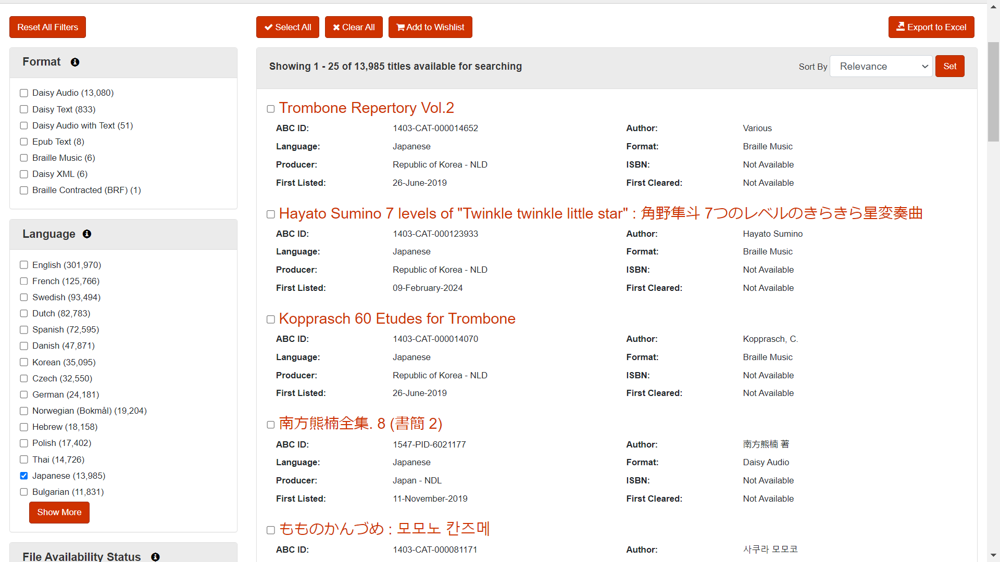 Reset All Filters
Select All
Clear All
Add to Wishlist
Export to Excel
Format
Daisy Audio (13,080)
Daisy Text (833)
Daisy Audio with Text (51)
Epub Text (8)
Braille Music (6)
Daisy XML (6)
Braille Contracted (BRF) (1)
Language
English (301,970)
French (125,766)
Swedish (93,494)
Dutch (82,783)
Spanish (72,595)
Danish (47,871)
Korean (35,095)
Czech (32,550)
German (24,181)
Norwegian (Bokmål) (19,204)
Hebrew (18,158)
Polish (17,402)
Thai (14,726)
Japanese (13,985)
Bulgarian (11,831)
Show More
File Availability Status
Showing 1 - 25 of 13,985 titles available for searching
Sort By Relevance Set
Trombone Repertory Vol.2
ABC ID: 1403-CAT-000014652 Author: Various
Language: Japanese Format: Braille Music
Producer: Republic of Korea - NLD ISBN: Not Available
First Listed: 26-June-2019 First Cleared: Not Available
Hayato Sumino 7 levels of "Twinkle twinkle little star" : 角野隼斗 7つのレベルのきらきら星変奏曲
ABC ID: 1403-CAT-000123933 Author: Hayato Sumino
Language: Japanese Format: Braille Music
Producer: Republic of Korea - NLD ISBN: Not Available
First Listed: 09-February-2024 First Cleared: Not Available
Kopprasch 60 Etudes for Trombone
ABC ID: 1403-CAT-000014070 Author: Kopprasch, C.
Language: Japanese Format: Braille Music
Producer: Republic of Korea - NLD ISBN: Not Available
First Listed: 26-June-2019 First Cleared: Not Available
南方熊楠全集. 8 (書簡 2)
ABC ID: 1547-PID-6021177 Author: 南方熊楠 著
Language: Japanese Format: Daisy Audio
Producer: Japan - NDL ISBN: Not Available
First Listed: 11-November-2019 First Cleared: Not Available
もものかんづめ : 모모노 칸즈메
ABC ID: 1403-CAT-000081171 Author: 사쿠라 모모코